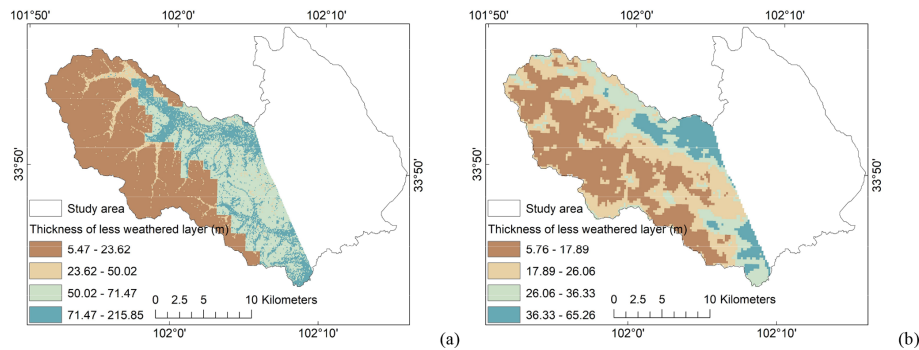 101°50' 102°0' 102°10'
33°50'
33°50'
Study area
Thickness of less weathered layer (m)
5.47 - 23.62
23.62 - 50.02
50.02 - 71.47
71.47 - 215.85
0 2.5 5 10 Kilometers
102°0' 102°10'
(a)
101°50' 102°0' 102°10'
33°50'
33°50'
Study area
Thickness of less weathered layer (m)
5.76 - 17.89
17.89 - 26.06
26.06 - 36.33
36.33 - 65.26
0 2.5 5 10 Kilometers
102°0' 102°10'
(b)